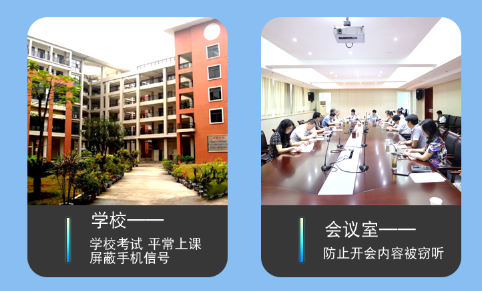 学校——
学校考试 平常上课
屏蔽手机信号
会议室——
防止开会内容被窃听